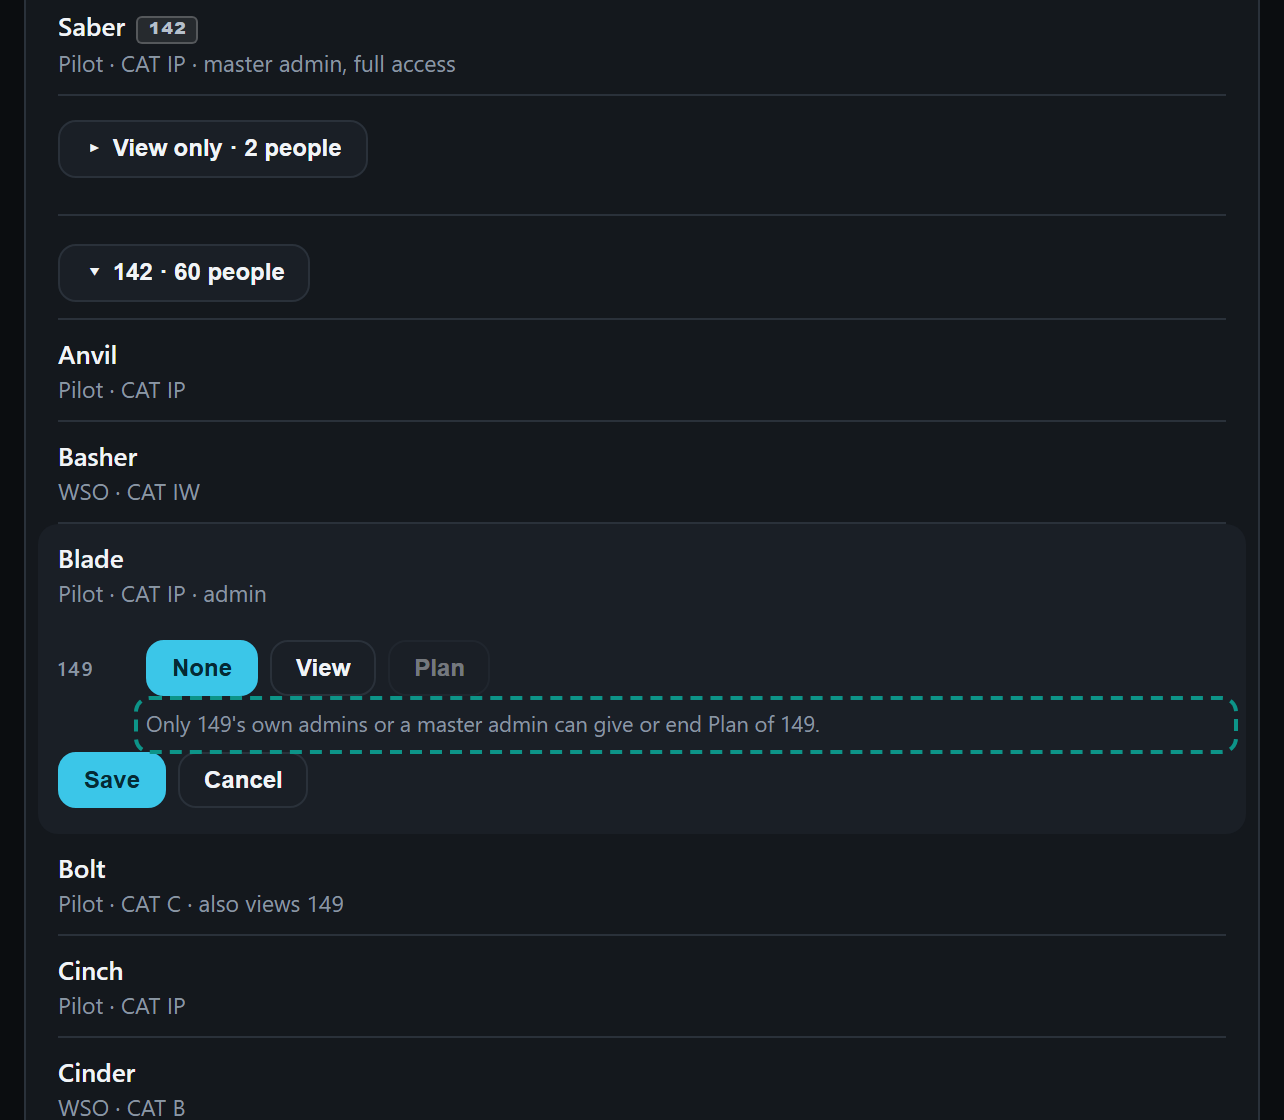 Saber 142
Pilot · CAT IP · master admin, full access
▸ View only · 2 people
▾ 142 · 60 people
Anvil
Pilot · CAT IP
Basher
WSO · CAT IW
Blade
Pilot · CAT IP · admin
149 None View Plan
Only 149's own admins or a master admin can give or end Plan of 149.
Save Cancel
Bolt
Pilot · CAT C · also views 149
Cinch
Pilot · CAT IP
Cinder
WSO · CAT B